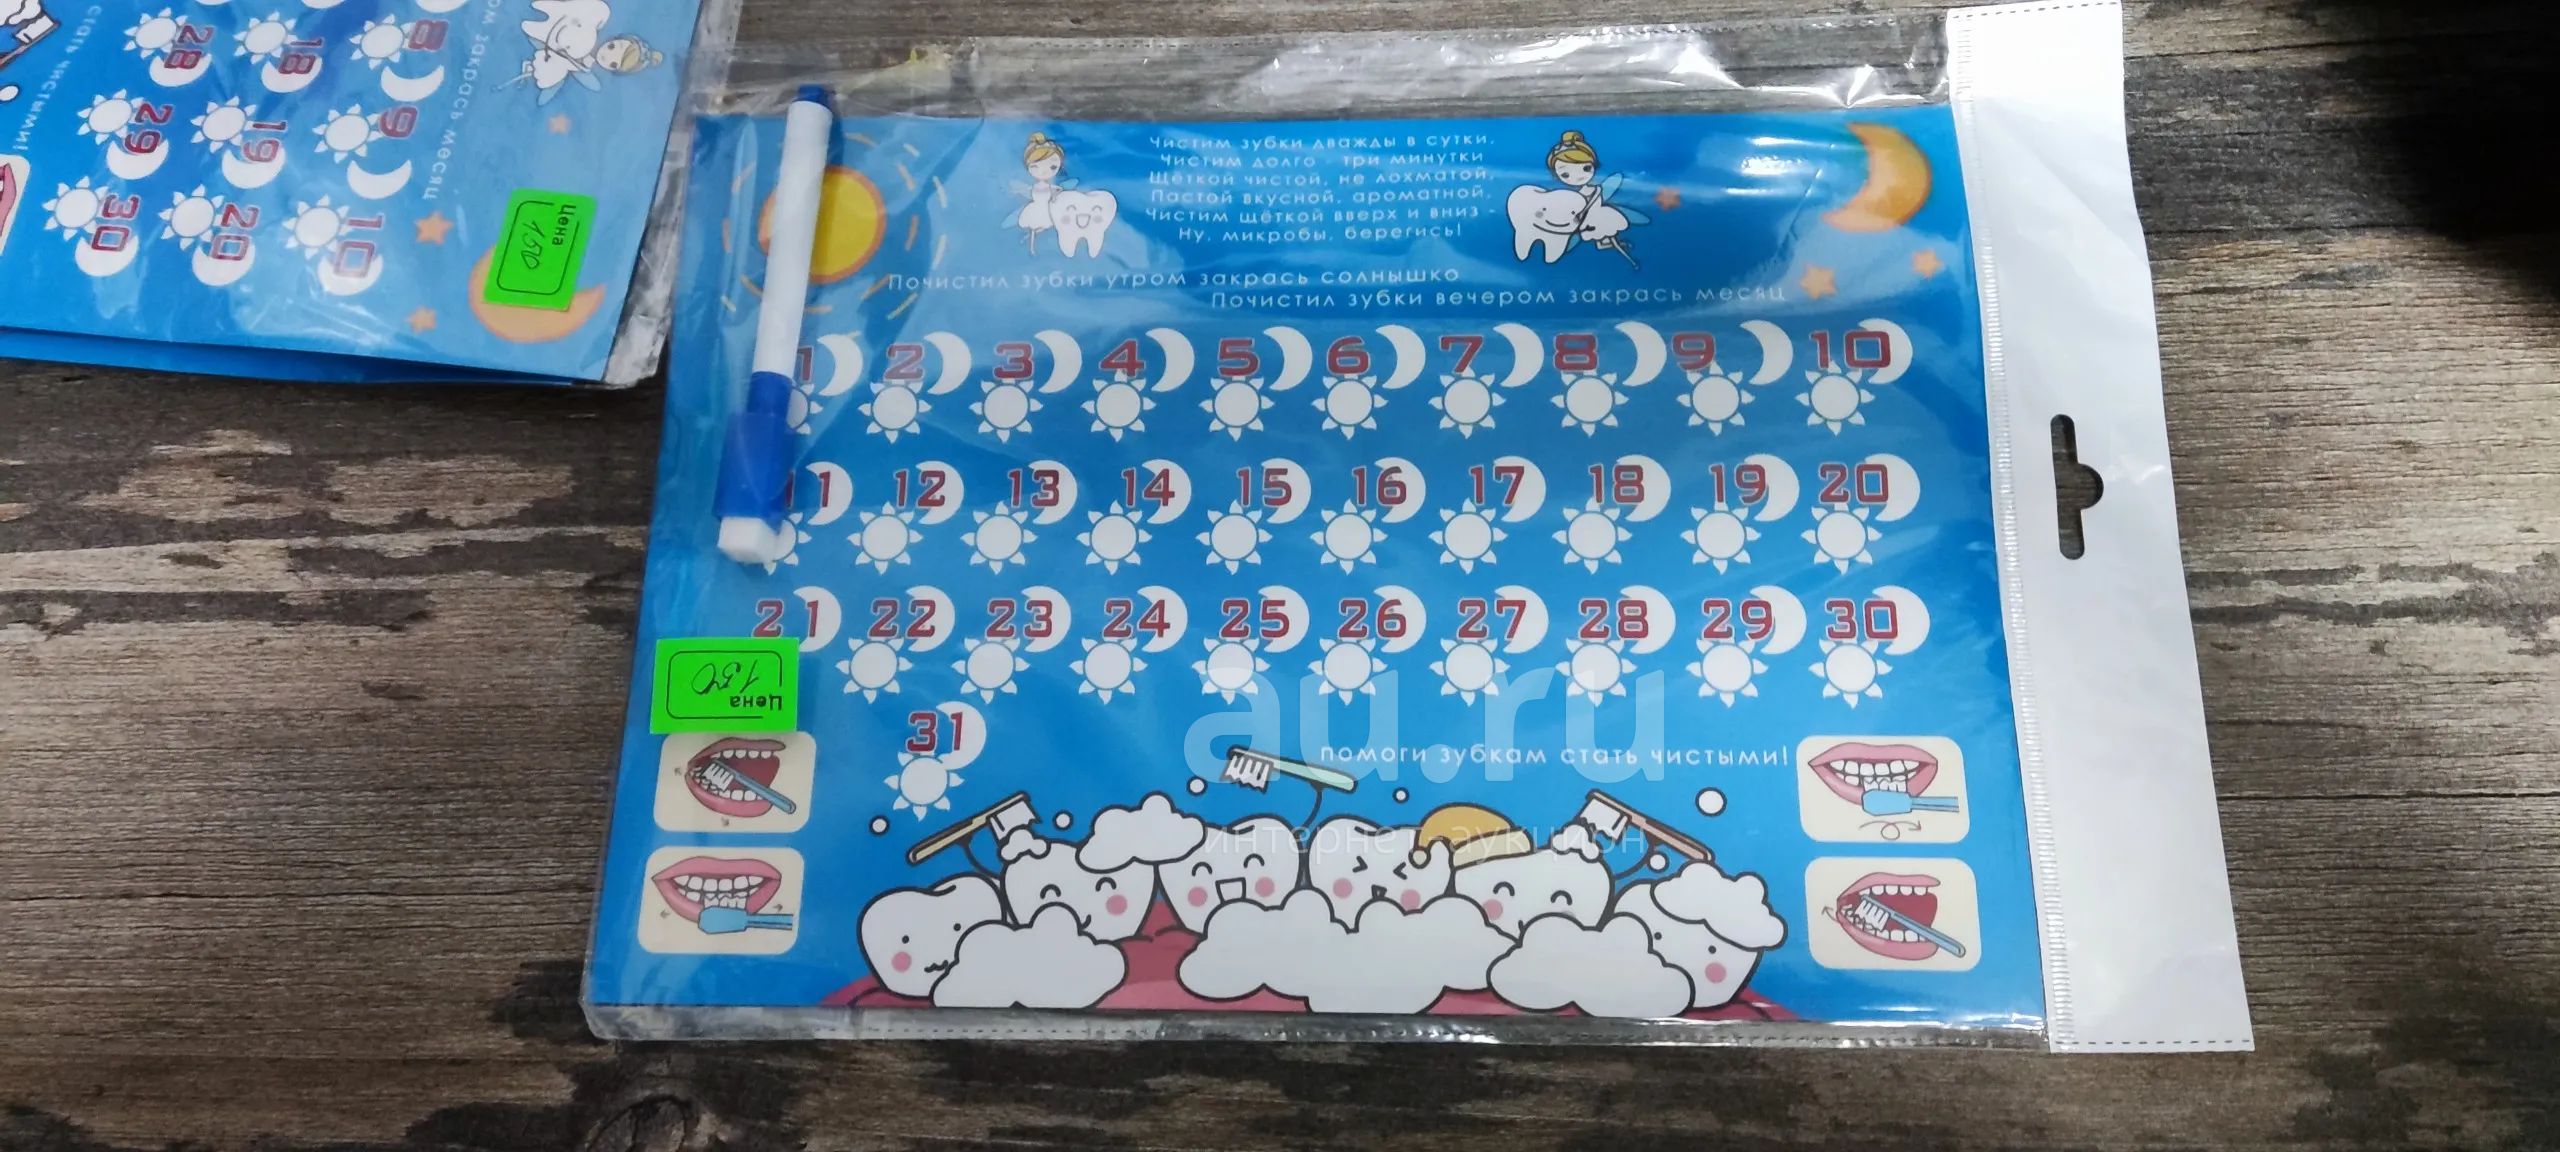 Чистим зубки дважды в сутки,
Чистим долго - три минутки
Щёткой чистой, не лохматой,
Пастой вкусной, ароматной,
Чистим щёткой вверх и вниз -
Ну, микробы, берегись!
Почистил зубки утром закрась солнышко
Почистил зубки вечером закрась месяц
1 2 3 4 5 6 7 8 9 10
11 12 13 14 15 16 17 18 19 20
21 22 23 24 25 26 27 28 29 30
31
помоги зубкам стать чистыми!
Цена
150
au.ru
интернет-аукцион
8 18 28
9 19 29
10 20 30
закрась месяц
стать чистыми!
Цена
150